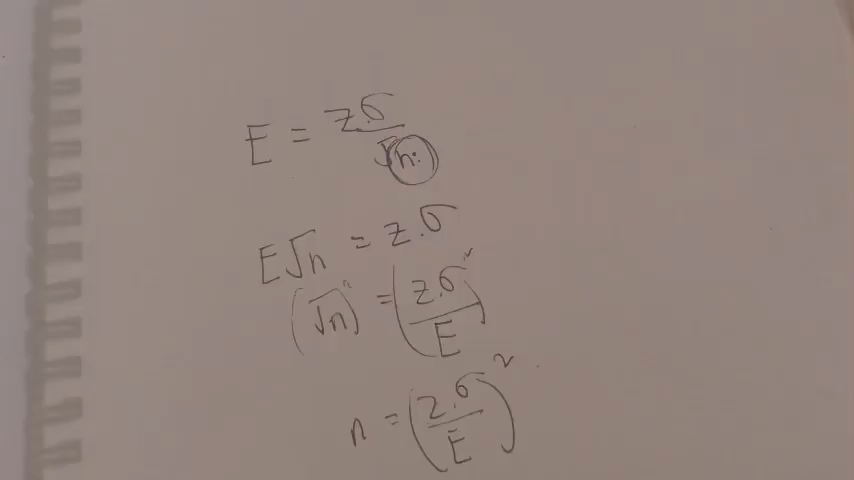 E = z.σ/√n
E√n = z.σ
(√n)² = (z.σ/E)²
n = (z.σ/E)²